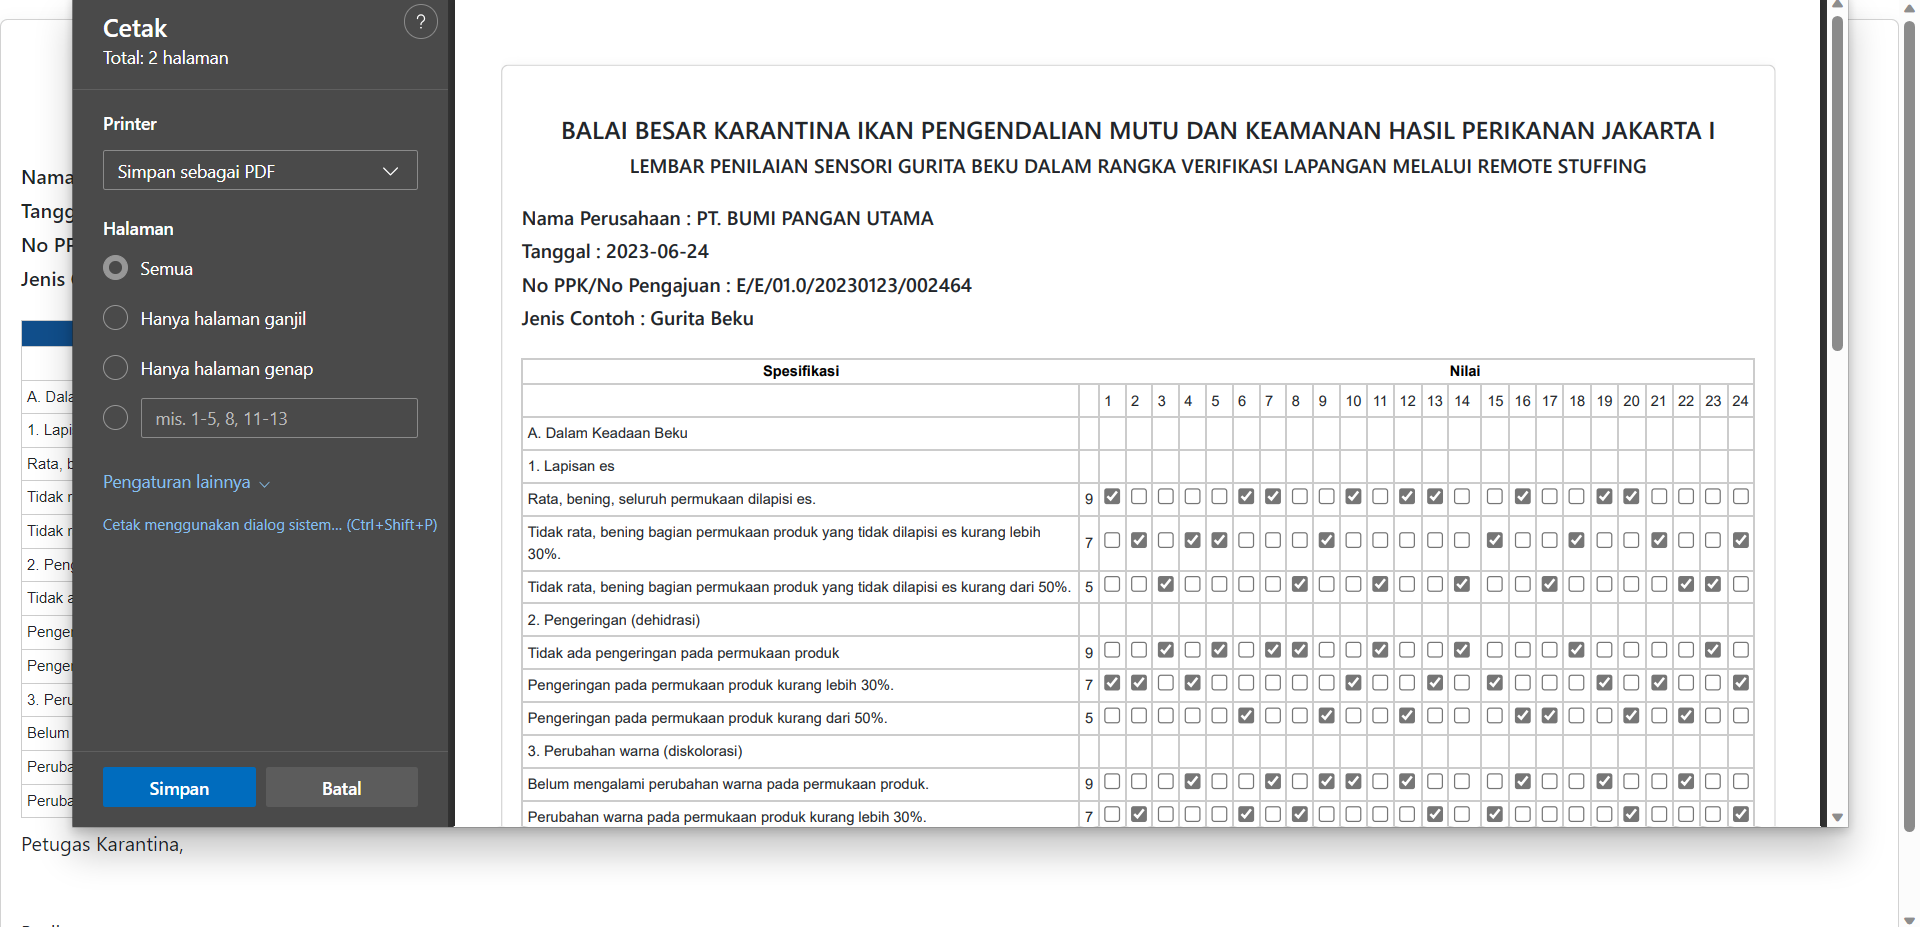 Cetak
?
Total: 2 halaman
Printer
Simpan sebagai PDF
Halaman
Semua
Hanya halaman ganjil
Hanya halaman genap
mis. 1-5, 8, 11-13
Pengaturan lainnya
Cetak menggunakan dialog sistem... (Ctrl+Shift+P)
Simpan Batal
Nama
Tangg
No PP
Jenis
A. Dala
1. Lapi
Rata, b
Tidak r
Tidak r
2. Peng
Tidak a
Penger
Penger
3. Peru
Belum
Peruba
Peruba
Petugas Karantina,
BALAI BESAR KARANTINA IKAN PENGENDALIAN MUTU DAN KEAMANAN HASIL PERIKANAN JAKARTA I
LEMBAR PENILAIAN SENSORI GURITA BEKU DALAM RANGKA VERIFIKASI LAPANGAN MELALUI REMOTE STUFFING
Nama Perusahaan : PT. BUMI PANGAN UTAMA
Tanggal : 2023-06-24
No PPK/No Pengajuan : E/E/01.0/20230123/002464
Jenis Contoh : Gurita Beku
Spesifikasi Nilai
1 2 3 4 5 6 7 8 9 10 11 12 13 14 15 16 17 18 19 20 21 22 23 24
A. Dalam Keadaan Beku
1. Lapisan es
Rata, bening, seluruh permukaan dilapisi es. 9
Tidak rata, bening bagian permukaan produk yang tidak dilapisi es kurang lebih
30%. 7
Tidak rata, bening bagian permukaan produk yang tidak dilapisi es kurang dari 50%. 5
2. Pengeringan (dehidrasi)
Tidak ada pengeringan pada permukaan produk 9
Pengeringan pada permukaan produk kurang lebih 30%. 7
Pengeringan pada permukaan produk kurang dari 50%. 5
3. Perubahan warna (diskolorasi)
Belum mengalami perubahan warna pada permukaan produk. 9
Perubahan warna pada permukaan produk kurang lebih 30%. 7